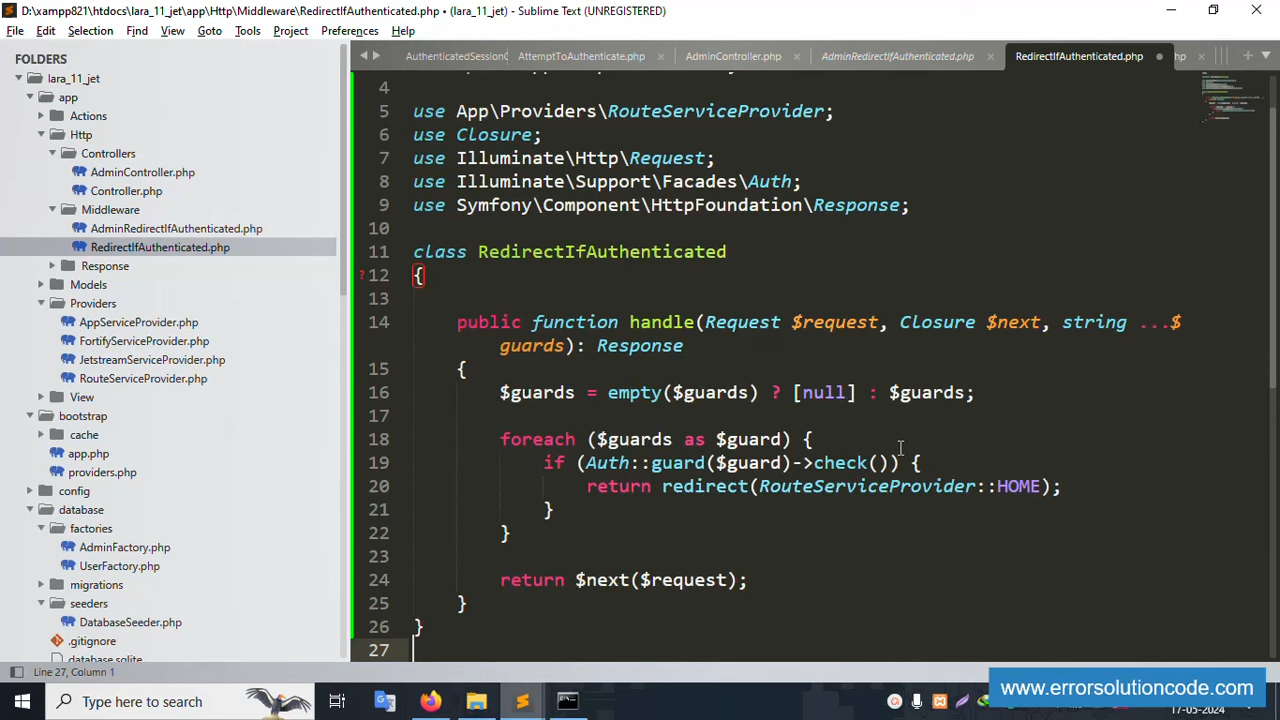 D:\xampp821\htdocs\lara_11_jet\app\Http\Middleware\RedirectIfAuthenticated.php • (lara_11_jet) - Sublime Text (UNREGISTERED)
File Edit Selection Find View Goto Tools Project Preferences Help
FOLDERS
lara_11_jet
app
Actions
Http
Controllers
AdminController.php
Controller.php
Middleware
AdminRedirectIfAuthenticated.php
RedirectIfAuthenticated.php
Response
Models
Providers
AppServiceProvider.php
FortifyServiceProvider.php
JetstreamServiceProvider.php
RouteServiceProvider.php
View
bootstrap
cache
app.php
providers.php
config
database
factories
AdminFactory.php
UserFactory.php
migrations
seeders
DatabaseSeeder.php
.gitignore
database.sqlite
AuthenticatedSessionC AttemptToAuthenticate.php AdminController.php AdminRedirectIfAuthenticated.php RedirectIfAuthenticated.php hp
4
5 use App\Providers\RouteServiceProvider;
6 use Closure;
7 use Illuminate\Http\Request;
8 use Illuminate\Support\Facades\Auth;
9 use Symfony\Component\HttpFoundation\Response;
10
11 class RedirectIfAuthenticated
? 12 {
13
14 public function handle(Request $request, Closure $next, string ...$
guards): Response
15 {
16 $guards = empty($guards) ? [null] : $guards;
17
18 foreach ($guards as $guard) {
19 if (Auth::guard($guard)->check()) {
20 return redirect(RouteServiceProvider::HOME);
21 }
22 }
23
24 return $next($request);
25 }
26 }
27
Line 27, Column 1
www.errorsolutioncode.com
Type here to search
17-05-2024